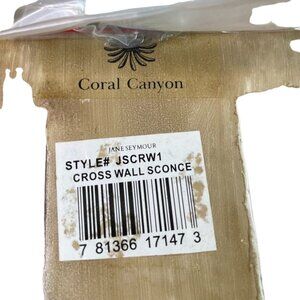 Coral Canyon
JANE SEYMOUR
STYLE# JSCRW1
CROSS WALL SCONCE
7 81366 17147 3